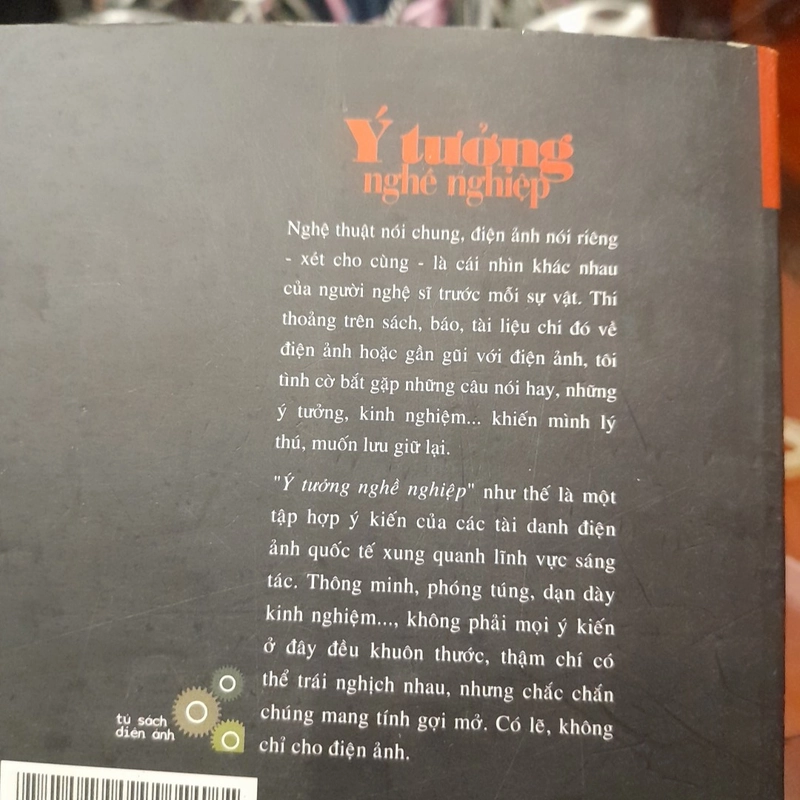 Ý tưởng
nghề nghiệp
Nghệ thuật nói chung, điện ảnh nói riêng
- xét cho cùng - là cái nhìn khác nhau
của người nghệ sĩ trước mỗi sự vật. Thi
thoảng trên sách, báo, tài liệu chi đó về
điện ảnh hoặc gần gũi với điện ảnh, tôi
tình cờ bắt gặp những câu nói hay, những
ý tưởng, kinh nghiệm... khiến mình lý
thú, muốn lưu giữ lại.
"Ý tưởng nghề nghiệp" như thế là một
tập hợp ý kiến của các tài danh điện
ảnh quốc tế xung quanh lĩnh vực sáng
tác. Thông minh, phóng túng, dạn dày
kinh nghiệm..., không phải mọi ý kiến
ở đây đều khuôn thước, thậm chí có
thể trái nghịch nhau, nhưng chắc chắn
chúng mang tính gợi mở. Có lẽ, không
chỉ cho điện ảnh.
tủ sách
điện ảnh